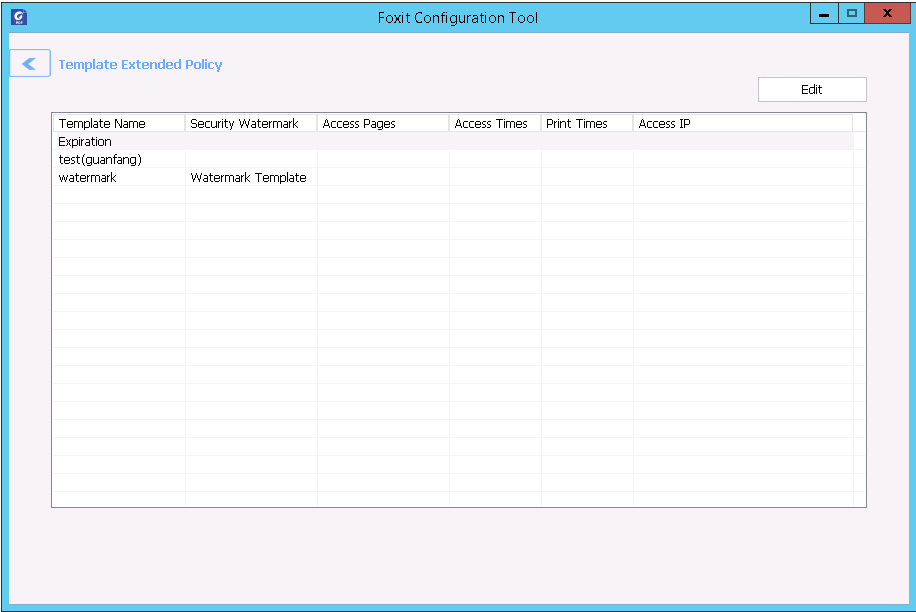 Foxit Configuration Tool
Template Extended Policy
Edit
Template Name Security Watermark Access Pages Access Times Print Times Access IP
Expiration
test(guanfang)
watermark Watermark Template